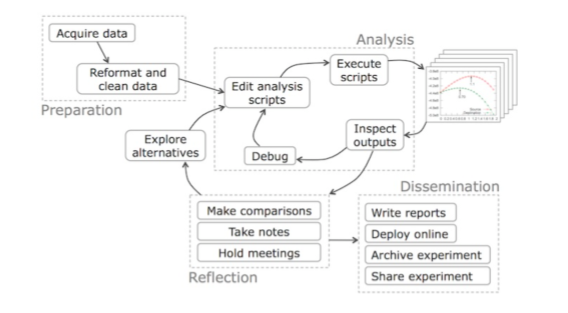 Acquire data
Reformat and
clean data
Preparation
Analysis
Edit analysis
scripts
Execute
scripts
Inspect
outputs
Debug
Explore
alternatives
Make comparisons
Take notes
Hold meetings
Reflection
Dissemination
Write reports
Deploy online
Archive experiment
Share experiment